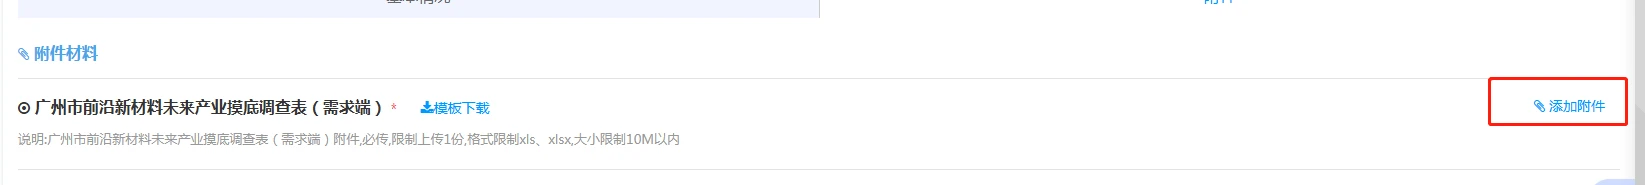 附件材料
广州市前沿新材料未来产业摸底调查表（需求端）* 模板下载 添加附件
说明:广州市前沿新材料未来产业摸底调查表（需求端）附件,必传,限制上传1份,格式限制xls、xlsx,大小限制10M以内